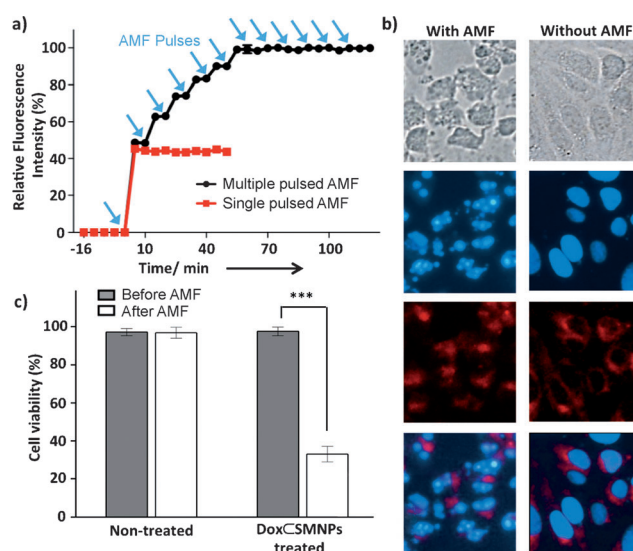 a)
AMF Pulses
Relative Fluorescence
Intensity (%)
100
80
60
40
20
0
Multiple pulsed AMF
Single pulsed AMF
-16 10 40 70 100
Time/ min
b)
With AMF Without AMF
c)
Before AMF
After AMF
***
Cell viability (%)
100
80
60
40
20
0
Non-treated
Dox⊂SMNPs
treated